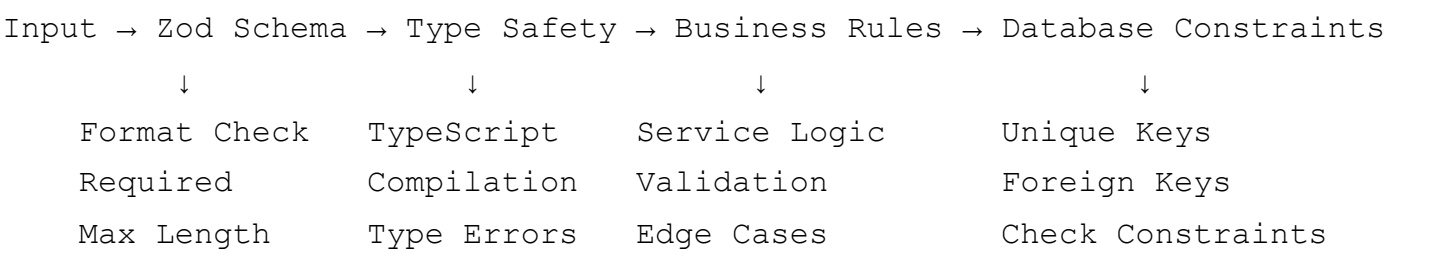 Input → Zod Schema → Type Safety → Business Rules → Database Constraints
↓ ↓ ↓ ↓
Format Check TypeScript Service Logic Unique Keys
Required Compilation Validation Foreign Keys
Max Length Type Errors Edge Cases Check Constraints